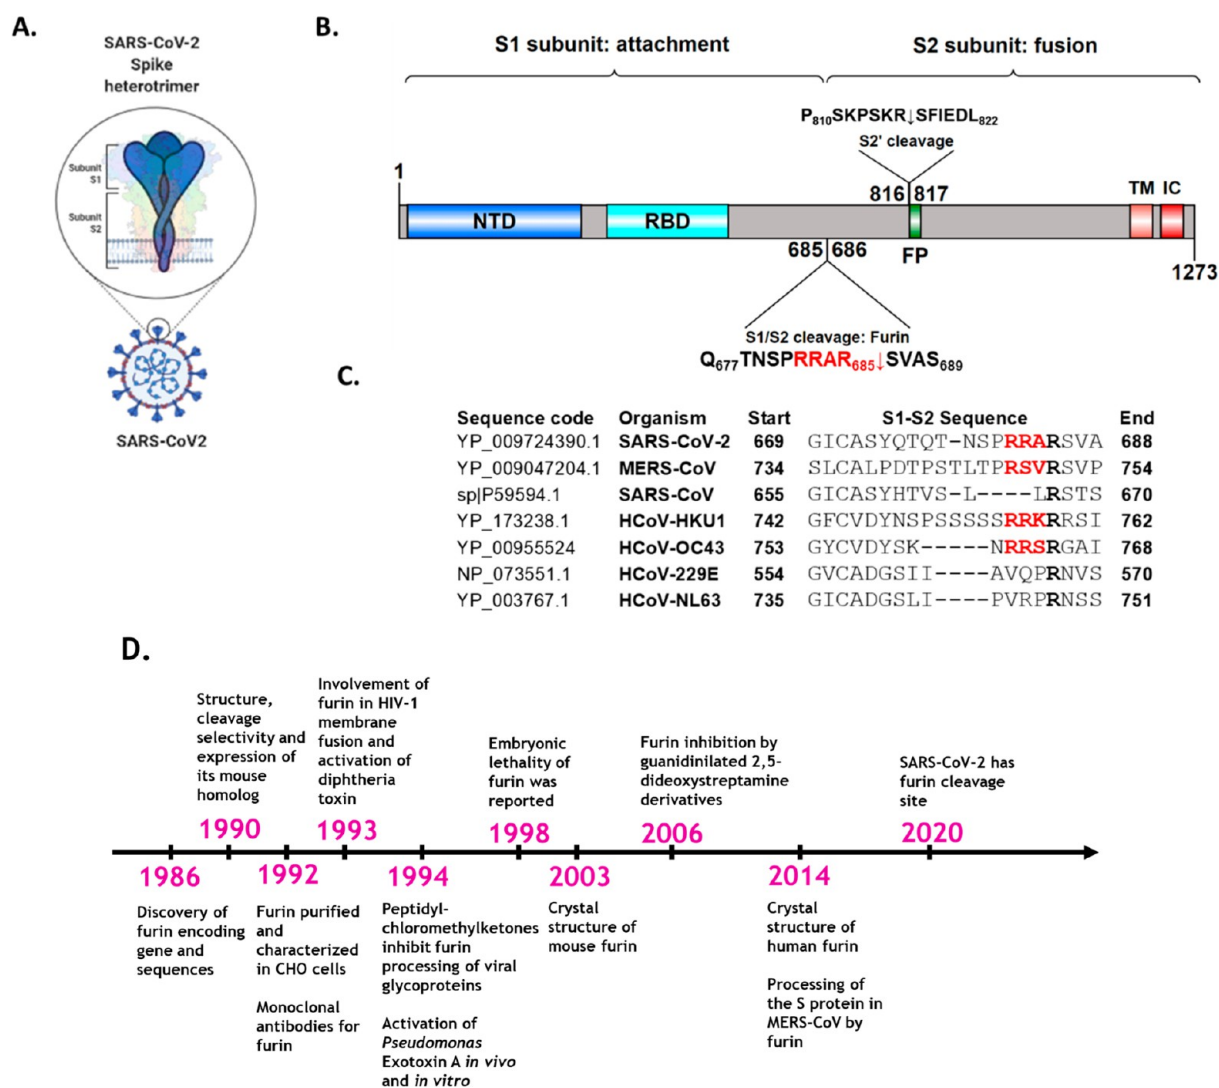 A.
SARS-CoV-2
Spike
heterotrimer
Subunit
S1
Subunit
S2
SARS-CoV2
B.
S1 subunit: attachment
S2 subunit: fusion
P810SKPSKR↓SFIEDL822
S2' cleavage
1
816 817
TM IC
NTD
RBD
685 686
FP
1273
S1/S2 cleavage: Furin
Q677TNSPRRAR685↓SVAS689
C.
Sequence code Organism Start S1-S2 Sequence End
YP_009724390.1 SARS-CoV-2 669 GICASYQTQT-NSPRRARSVA 688
YP_009047204.1 MERS-CoV 734 SLCALPDTPSTLTPRSVRSVP 754
sp|P59594.1 SARS-CoV 655 GICASYHTVS-L----LRSTS 670
YP_173238.1 HCoV-HKU1 742 GFCVDYNSPSSSSSRRKRRSI 762
YP_00955524 HCoV-OC43 753 GYCVDYSK-----NRRSRGAI 768
NP_073551.1 HCoV-229E 554 GVCADGSII----AVQPRNVS 570
YP_003767.1 HCoV-NL63 735 GICADGSLI----PVRPRNSS 751
D.
Structure,
cleavage
selectivity and
expression of
its mouse
homolog
1990
Involvement of
furin in HIV-1
membrane
fusion and
activation of
diphtheria
toxin
1993
Embryonic
lethality of
furin was
reported
1998
Furin inhibition by
guanidinilated 2,5-
dideoxystreptamine
derivatives
2006
SARS-CoV-2 has
furin cleavage
site
2020
1986
Discovery of
furin encoding
gene and
sequences
1992
Furin purified
and
characterized
in CHO cells
Monoclonal
antibodies for
furin
1994
Peptidyl-
chloromethylketones
inhibit furin
processing of viral
glycoproteins
Activation of
Pseudomonas
Exotoxin A in vivo
and in vitro
2003
Crystal
structure of
mouse furin
2014
Crystal
structure of
human furin
Processing of
the S protein in
MERS-CoV by
furin